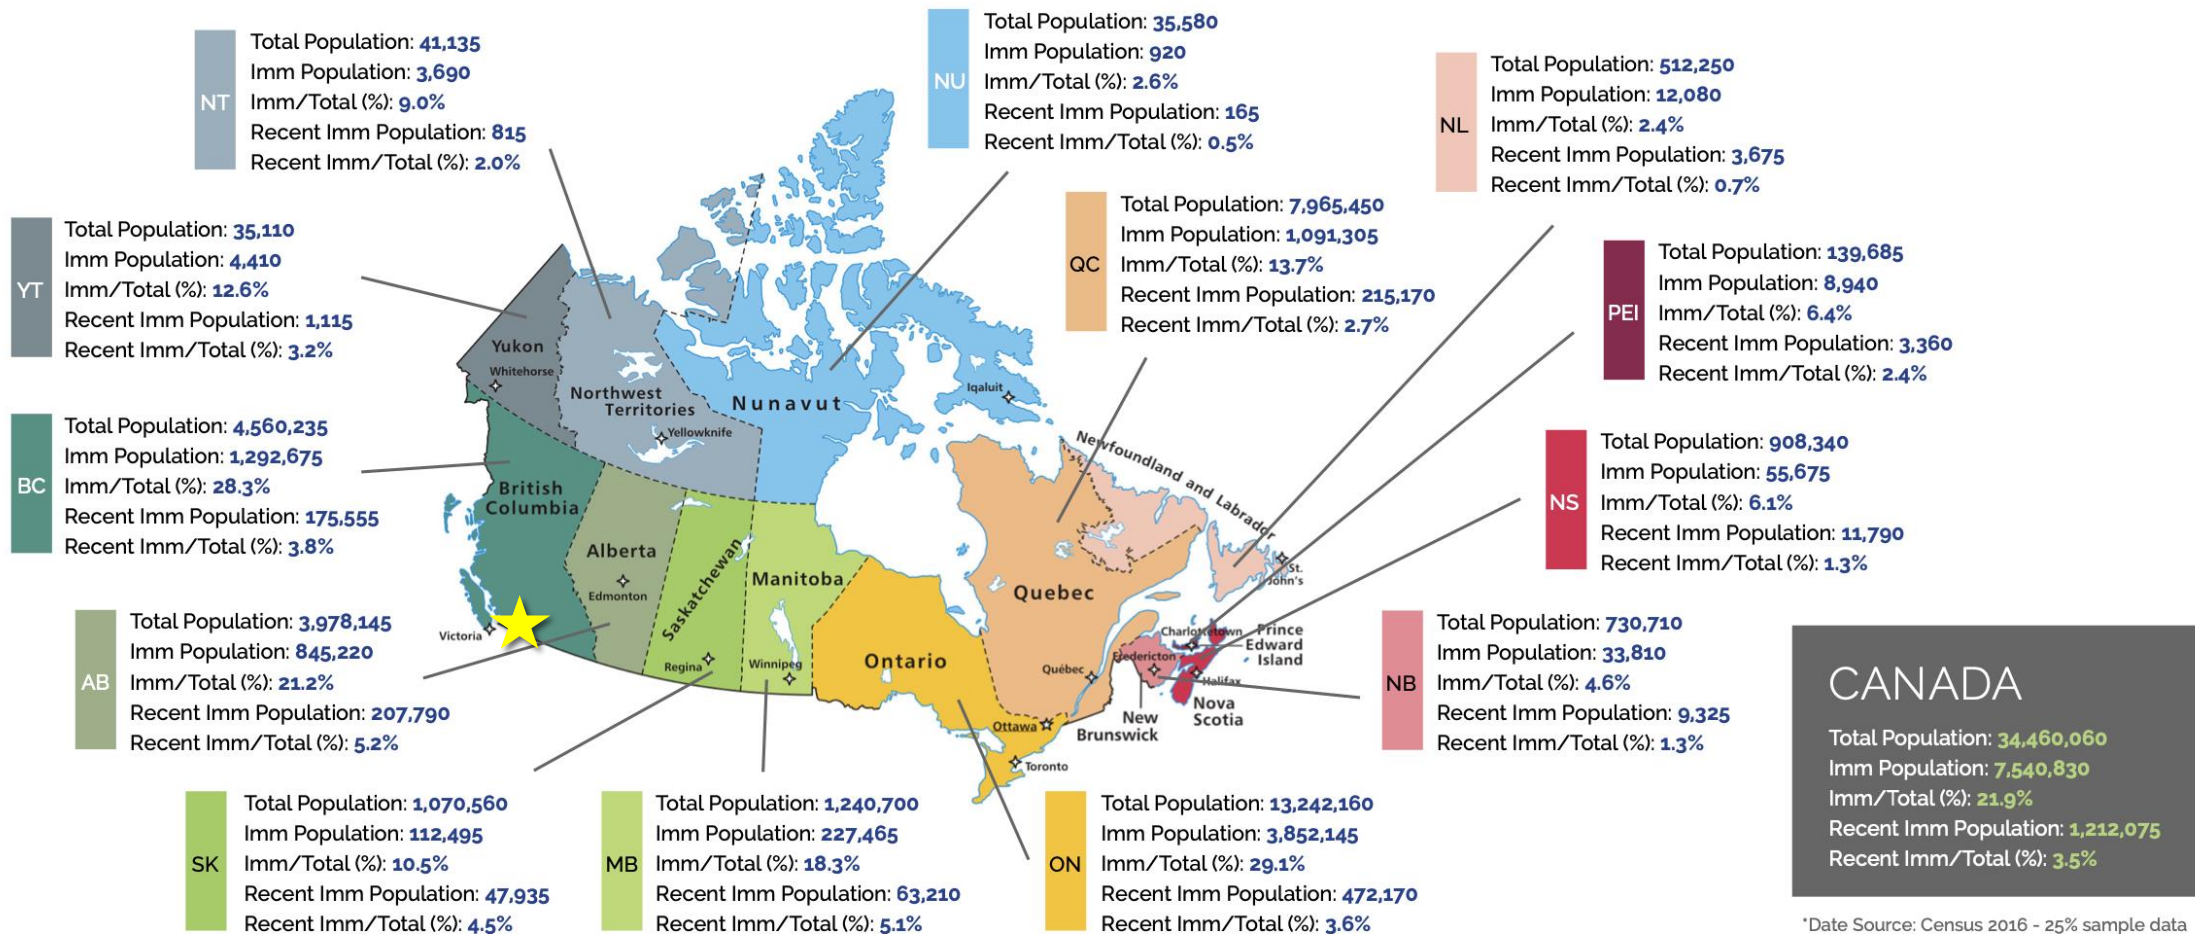 NT
Total Population: 41,135
Imm Population: 3,690
Imm/Total (%): 9.0%
Recent Imm Population: 815
Recent Imm/Total (%): 2.0%
NU
Total Population: 35,580
Imm Population: 920
Imm/Total (%): 2.6%
Recent Imm Population: 165
Recent Imm/Total (%): 0.5%
NL
Total Population: 512,250
Imm Population: 12,080
Imm/Total (%): 2.4%
Recent Imm Population: 3,675
Recent Imm/Total (%): 0.7%
YT
Total Population: 35,110
Imm Population: 4,410
Imm/Total (%): 12.6%
Recent Imm Population: 1,115
Recent Imm/Total (%): 3.2%
QC
Total Population: 7,965,450
Imm Population: 1,091,305
Imm/Total (%): 13.7%
Recent Imm Population: 215,170
Recent Imm/Total (%): 2.7%
PEI
Total Population: 139,685
Imm Population: 8,940
Imm/Total (%): 6.4%
Recent Imm Population: 3,360
Recent Imm/Total (%): 2.4%
BC
Total Population: 4,560,235
Imm Population: 1,292,675
Imm/Total (%): 28.3%
Recent Imm Population: 175,555
Recent Imm/Total (%): 3.8%
NS
Total Population: 908,340
Imm Population: 55,675
Imm/Total (%): 6.1%
Recent Imm Population: 11,790
Recent Imm/Total (%): 1.3%
Yukon
Whitehorse
Northwest
Territories
Yellowknife
Nunavut
Iqaluit
British
Columbia
Alberta
Edmonton
Saskatchewan
Regina
Manitoba
Winnipeg
Victoria
Ontario
Ottawa
Toronto
Quebec
Québec
Newfoundland and Labrador
St.
John's
Charlottetown
Prince
Edward
Island
Fredericton
Halifax
Nova
Scotia
New
Brunswick
AB
Total Population: 3,978,145
Imm Population: 845,220
Imm/Total (%): 21.2%
Recent Imm Population: 207,790
Recent Imm/Total (%): 5.2%
NB
Total Population: 730,710
Imm Population: 33,810
Imm/Total (%): 4.6%
Recent Imm Population: 9,325
Recent Imm/Total (%): 1.3%
SK
Total Population: 1,070,560
Imm Population: 112,495
Imm/Total (%): 10.5%
Recent Imm Population: 47,935
Recent Imm/Total (%): 4.5%
MB
Total Population: 1,240,700
Imm Population: 227,465
Imm/Total (%): 18.3%
Recent Imm Population: 63,210
Recent Imm/Total (%): 5.1%
ON
Total Population: 13,242,160
Imm Population: 3,852,145
Imm/Total (%): 29.1%
Recent Imm Population: 472,170
Recent Imm/Total (%): 3.6%
CANADA
Total Population: 34,460,060
Imm Population: 7,540,830
Imm/Total (%): 21.9%
Recent Imm Population: 1,212,075
Recent Imm/Total (%): 3.5%
*Date Source: Census 2016 - 25% sample data